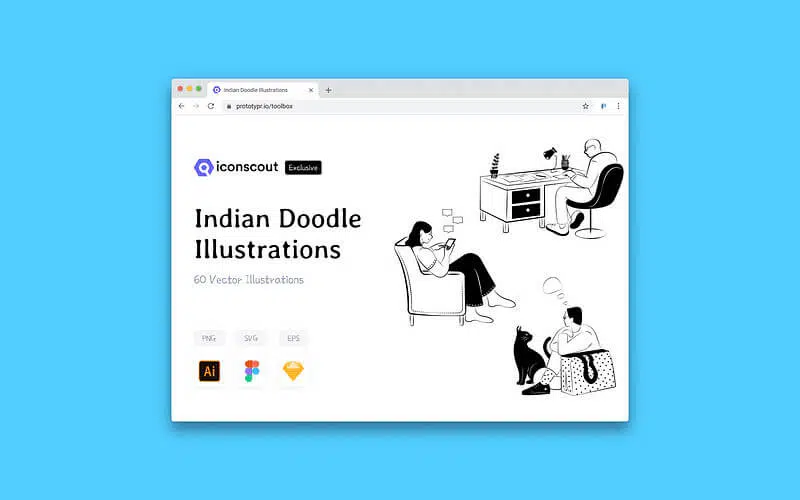 Indian Doodle Illustrations
prototypr.io/toolbox
iconscout Exclusive
Indian Doodle
Illustrations
60 Vector Illustrations
PNG SVG EPS
Ai